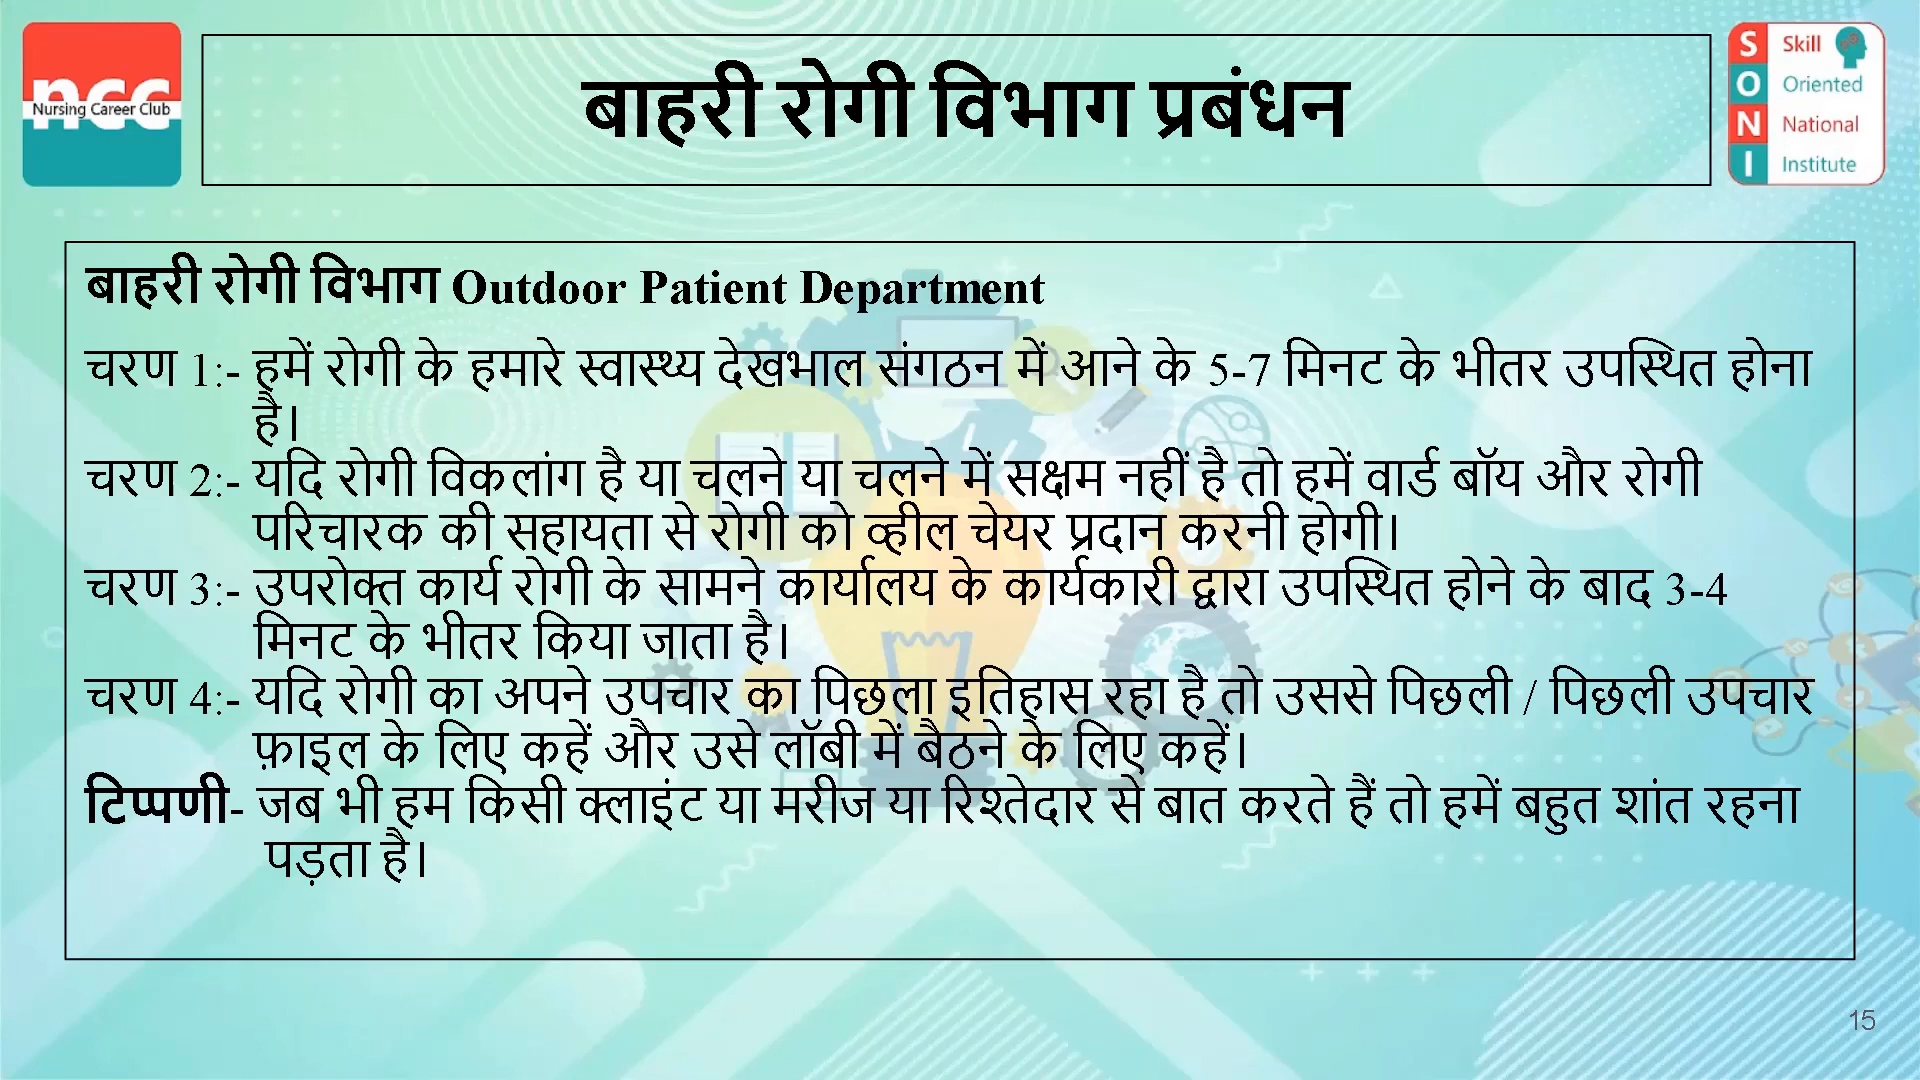 ncc
Nursing Career Club
बाहरी रोगी विभाग प्रबंधन
S Skill
O Oriented
N National
I Institute
बाहरी रोगी विभाग Outdoor Patient Department
चरण 1:- हमें रोगी के हमारे स्वास्थ्य देखभाल संगठन में आने के 5-7 मिनट के भीतर उपस्थित होना
है।
चरण 2:- यदि रोगी विकलांग है या चलने या चलने में सक्षम नहीं है तो हमें वार्ड बॉय और रोगी
परिचारक की सहायता से रोगी को व्हील चेयर प्रदान करनी होगी।
चरण 3:- उपरोक्त कार्य रोगी के सामने कार्यालय के कार्यकारी द्वारा उपस्थित होने के बाद 3-4
मिनट के भीतर किया जाता है।
चरण 4:- यदि रोगी का अपने उपचार का पिछला इतिहास रहा है तो उससे पिछली / पिछली उपचार
फ़ाइल के लिए कहें और उसे लॉबी में बैठने के लिए कहें।
टिप्पणी- जब भी हम किसी क्लाइंट या मरीज या रिश्तेदार से बात करते हैं तो हमें बहुत शांत रहना
पड़ता है।
15